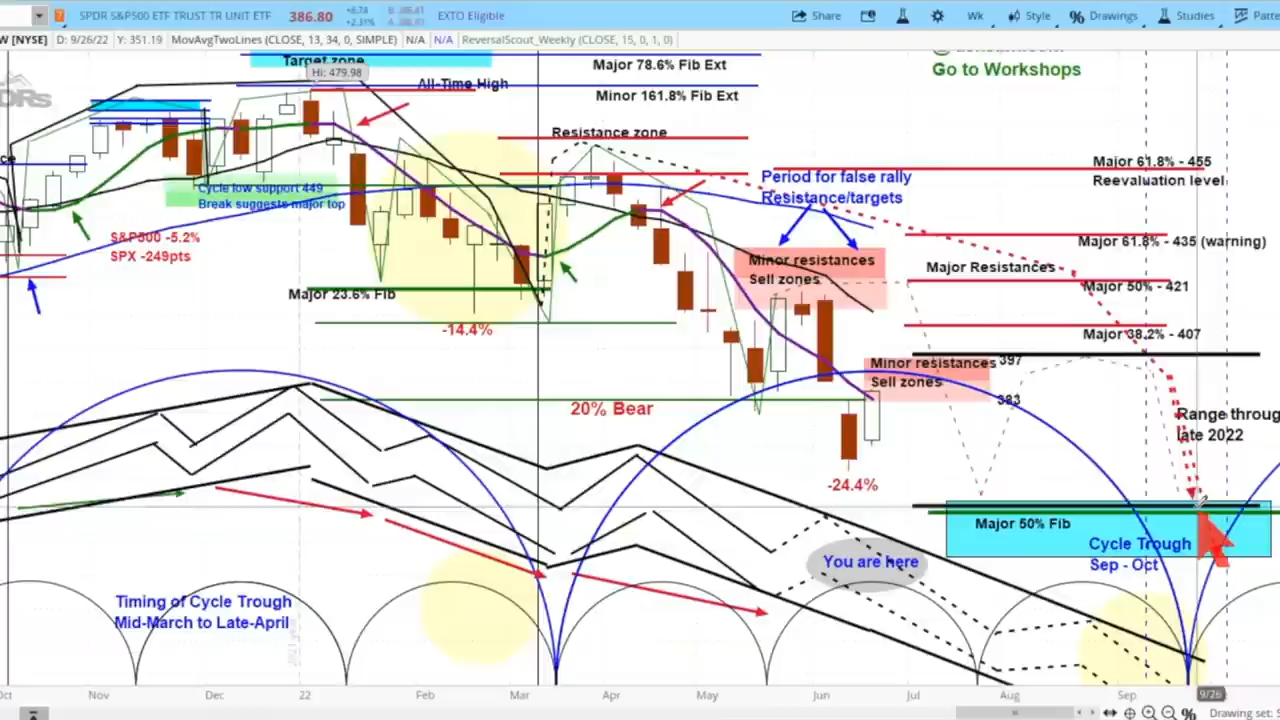 SPDR S&P500 ETF TRUST TR UNIT ETF 386.80 +8.74 +2.31% EXTO Eligible Share Wk Style Drawings Studies
[NYSE] D: 9/26/22 Y: 351.19 MovAvgTwoLines (CLOSE, 13, 34, 0, SIMPLE) N/A N/A ReversalScout_Weekly (CLOSE, 15, 0, 1, 0)
Target zone
Hi: 479.98
All-Time High
Major 78.6% Fib Ext
Minor 161.8% Fib Ext
Go to Workshops
Resistance zone
Major 61.8% - 455
Reevaluation level
Period for false rally
Resistance/targets
Cycle low support 449
Break suggests major top
S&P500 -5.2%
SPX -249pts
Major 61.8% - 435 (warning)
Minor resistances
Sell zones
Major Resistances
Major 50% - 421
Major 23.6% Fib
-14.4%
Major 38.2% - 407
Minor resistances
Sell zones
397
383
20% Bear
late 2022
-24.4%
Major 50% Fib
Cycle Trough
Sep - Oct
You are here
Timing of Cycle Trough
Mid-March to Late-April
Oct Nov Dec 22 Feb Mar Apr May Jun Jul Aug Sep 9/26
Drawing set: